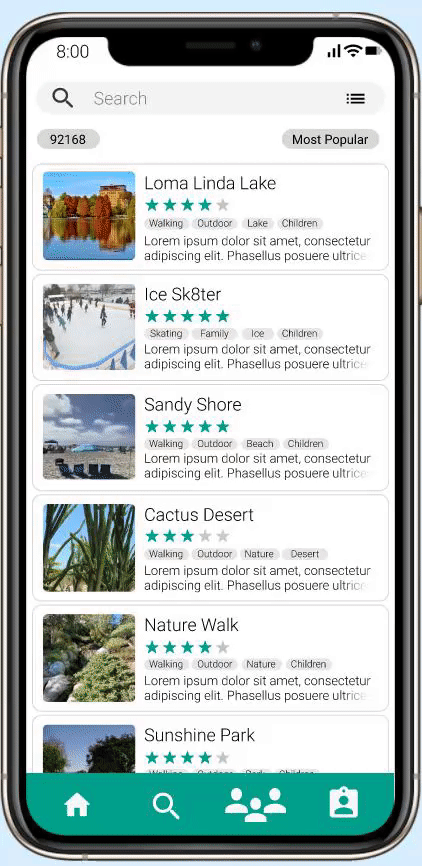 8:00
Search
92168
Most Popular
Loma Linda Lake
Walking Outdoor Lake Children
Lorem ipsum dolor sit amet, consectetur
adipiscing elit. Phasellus posuere ultrice
Ice Sk8ter
Skating Family Ice Children
Lorem ipsum dolor sit amet, consectetur
adipiscing elit. Phasellus posuere ultrice
Sandy Shore
Walking Outdoor Beach Children
Lorem ipsum dolor sit amet, consectetur
adipiscing elit. Phasellus posuere ultrice
Cactus Desert
Walking Outdoor Nature Desert
Lorem ipsum dolor sit amet, consectetur
adipiscing elit. Phasellus posuere ultrice
Nature Walk
Walking Outdoor Nature Children
Lorem ipsum dolor sit amet, consectetur
adipiscing elit. Phasellus posuere ultrice
Sunshine Park